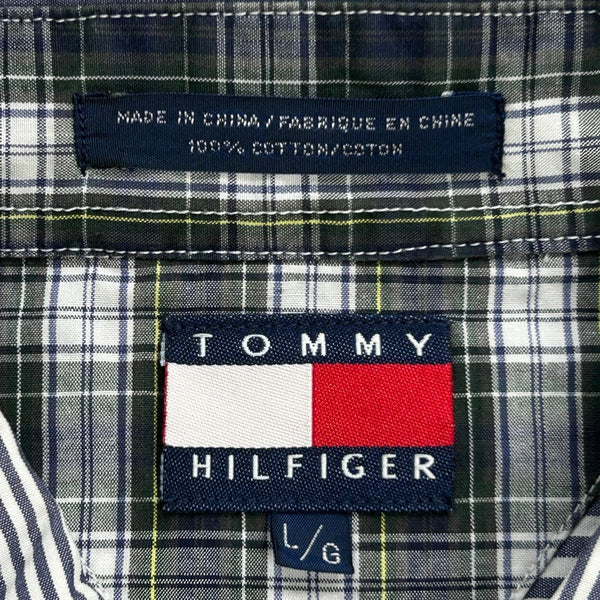 MADE IN CHINA/FABRIQUE EN CHINE
100% COTTON/COTON
TOMMY
HILFIGER
L/G